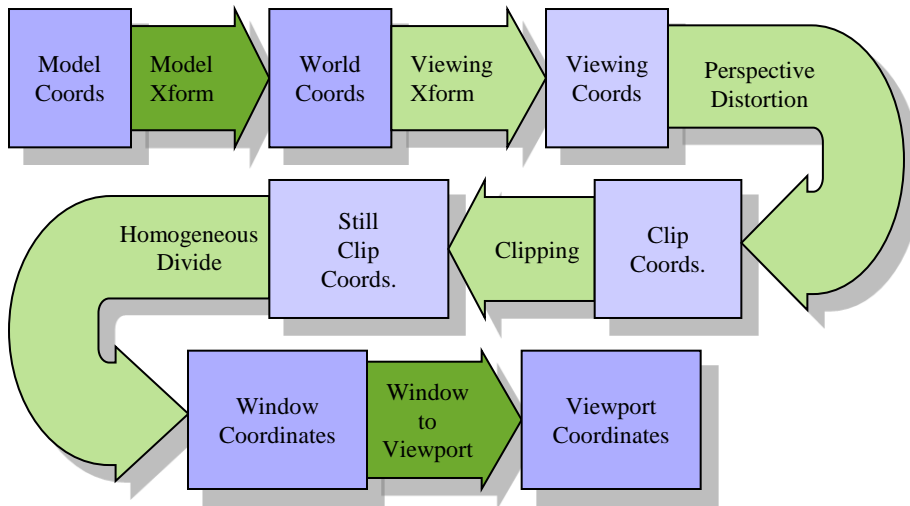 Model
Coords
Model
Xform
World
Coords
Viewing
Xform
Viewing
Coords
Perspective
Distortion
Clip
Coords.
Clipping
Still
Clip
Coords.
Homogeneous
Divide
Window
Coordinates
Window
to
Viewport
Viewport
Coordinates